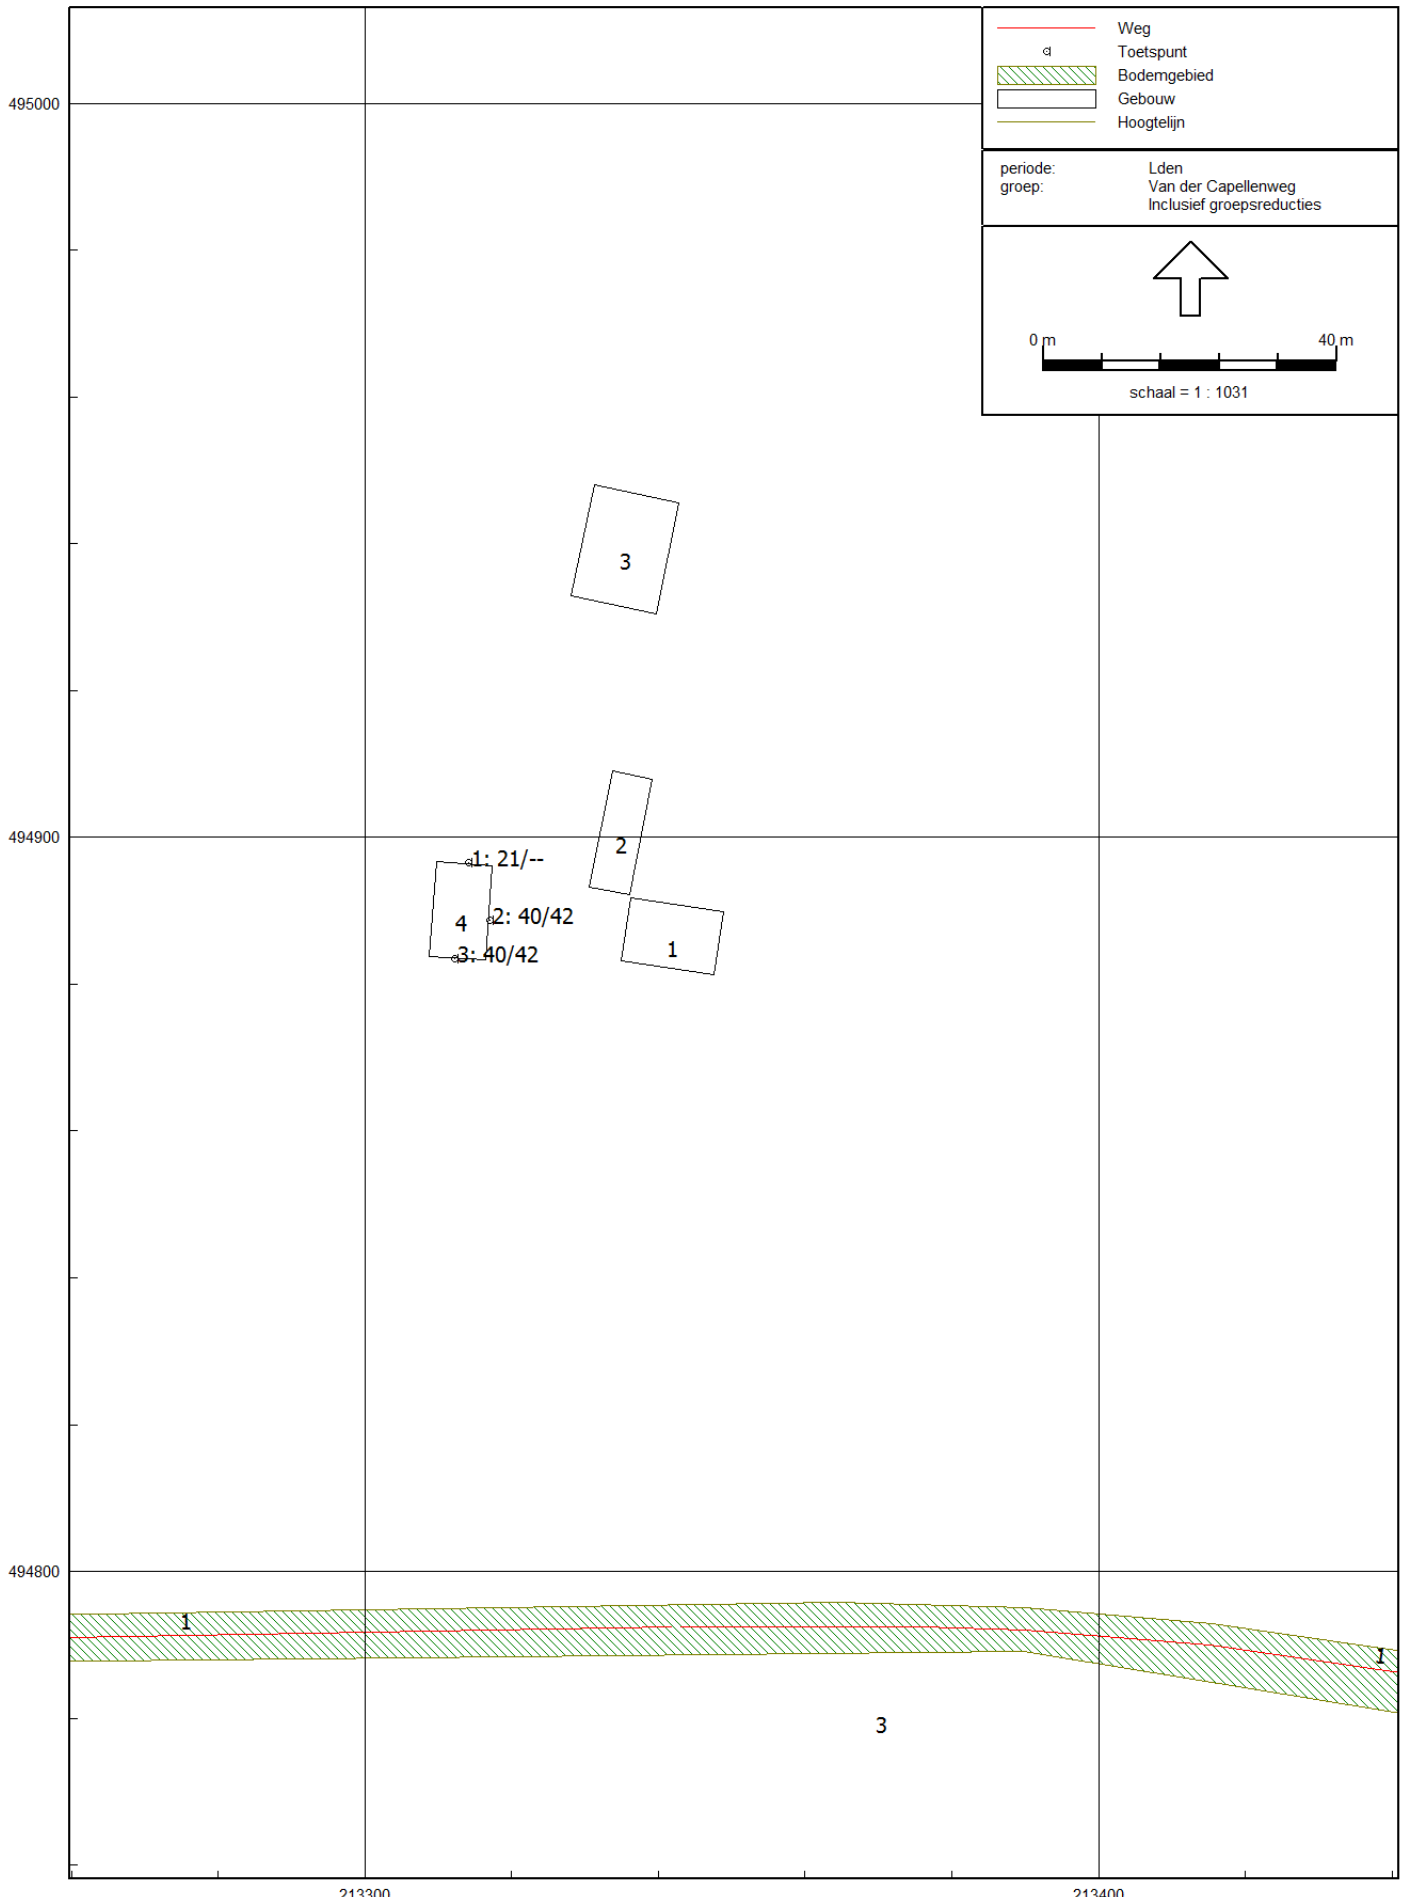 Weg
Toetspunt
Bodemgebied
495000
Gebouw
Hoogtelijn
periode: Lden
groep: Van der Capellenweg
Inclusief groepsreducties
0 m 40 m
schaal = 1 : 1031
3
494900
2
1: 21/--
2: 40/42
4
1
3: 40/42
494800
1
1
3
213300 213400